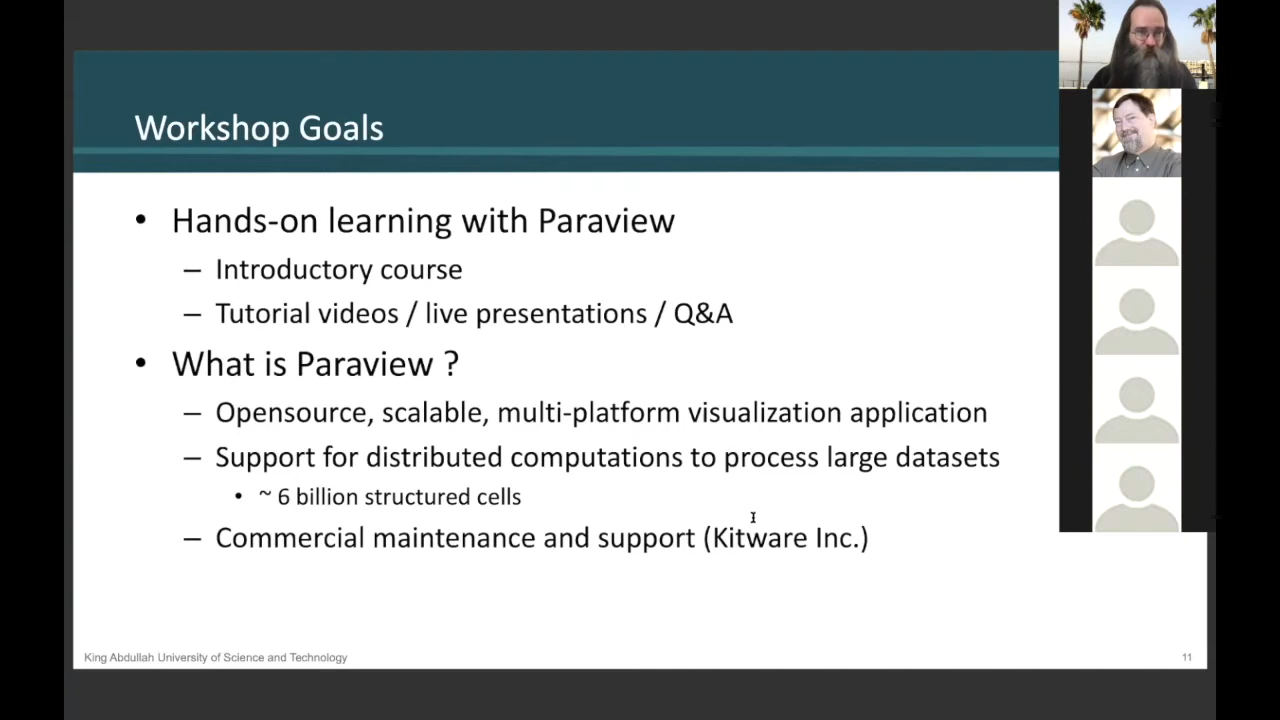 Workshop Goals
• Hands-on learning with Paraview
– Introductory course
– Tutorial videos / live presentations / Q&A
• What is Paraview ?
– Opensource, scalable, multi-platform visualization application
– Support for distributed computations to process large datasets
• ~ 6 billion structured cells
– Commercial maintenance and support (Kitware Inc.)
King Abdullah University of Science and Technology
11